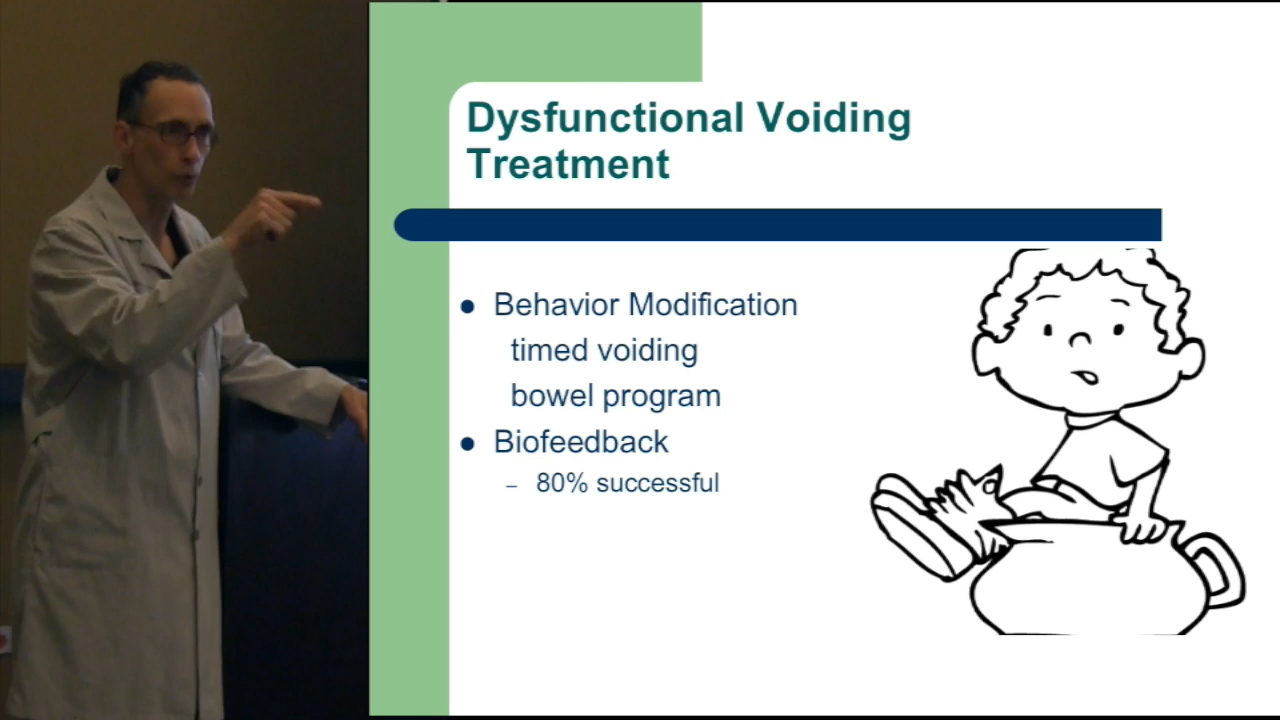 Dysfunctional Voiding
Treatment
● Behavior Modification
timed voiding
bowel program
● Biofeedback
– 80% successful